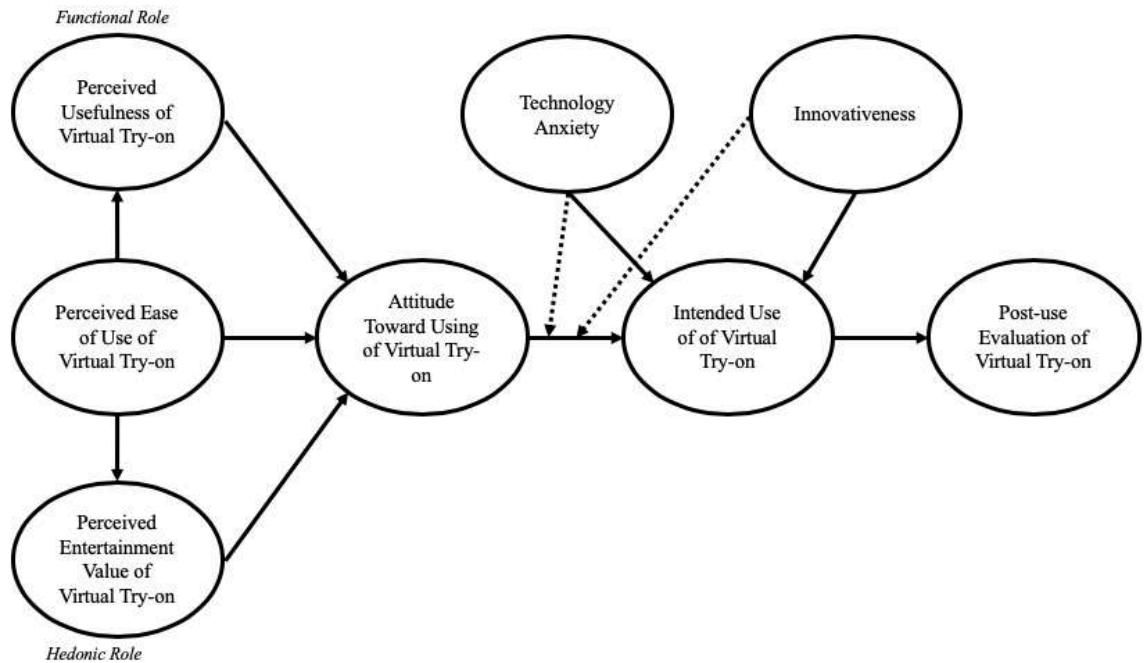 Functional Role
Perceived
Usefulness of
Virtual Try-on
Technology
Anxiety
Innovativeness
Perceived Ease
of Use of
Virtual Try-on
Attitude
Toward Using
of Virtual Try-
on
Intended Use
of of Virtual
Try-on
Post-use
Evaluation of
Virtual Try-on
Perceived
Entertainment
Value of
Virtual Try-on
Hedonic Role